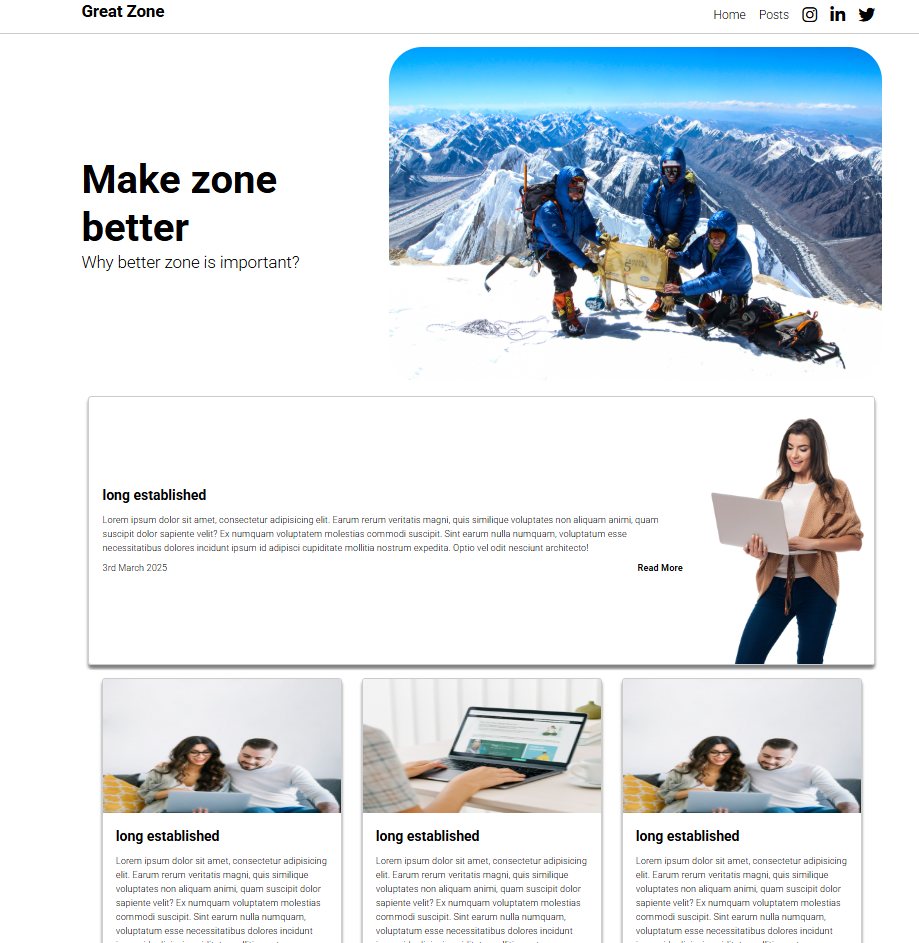 Great Zone
Home Posts
Make zone
better
Why better zone is important?
long established
Lorem ipsum dolor sit amet, consectetur adipisicing elit. Earum rerum veritatis magni, quis similique voluptates non aliquam animi, quam
suscipit dolor sapiente velit? Ex numquam voluptatem molestias commodi suscipit. Sint earum nulla numquam, voluptatum esse
necessitatibus dolores incidunt ipsum id adipisci cupiditate mollitia nostrum expedita. Optio vel odit nesciunt architecto!
3rd March 2025 Read More
long established
Lorem ipsum dolor sit amet, consectetur adipisicing
elit. Earum rerum veritatis magni, quis similique
voluptates non aliquam animi, quam suscipit dolor
sapiente velit? Ex numquam voluptatem molestias
commodi suscipit. Sint earum nulla numquam,
voluptatum esse necessitatibus dolores incidunt
long established
Lorem ipsum dolor sit amet, consectetur adipisicing
elit. Earum rerum veritatis magni, quis similique
voluptates non aliquam animi, quam suscipit dolor
sapiente velit? Ex numquam voluptatem molestias
commodi suscipit. Sint earum nulla numquam,
voluptatum esse necessitatibus dolores incidunt
long established
Lorem ipsum dolor sit amet, consectetur adipisicing
elit. Earum rerum veritatis magni, quis similique
voluptates non aliquam animi, quam suscipit dolor
sapiente velit? Ex numquam voluptatem molestias
commodi suscipit. Sint earum nulla numquam,
voluptatum esse necessitatibus dolores incidunt